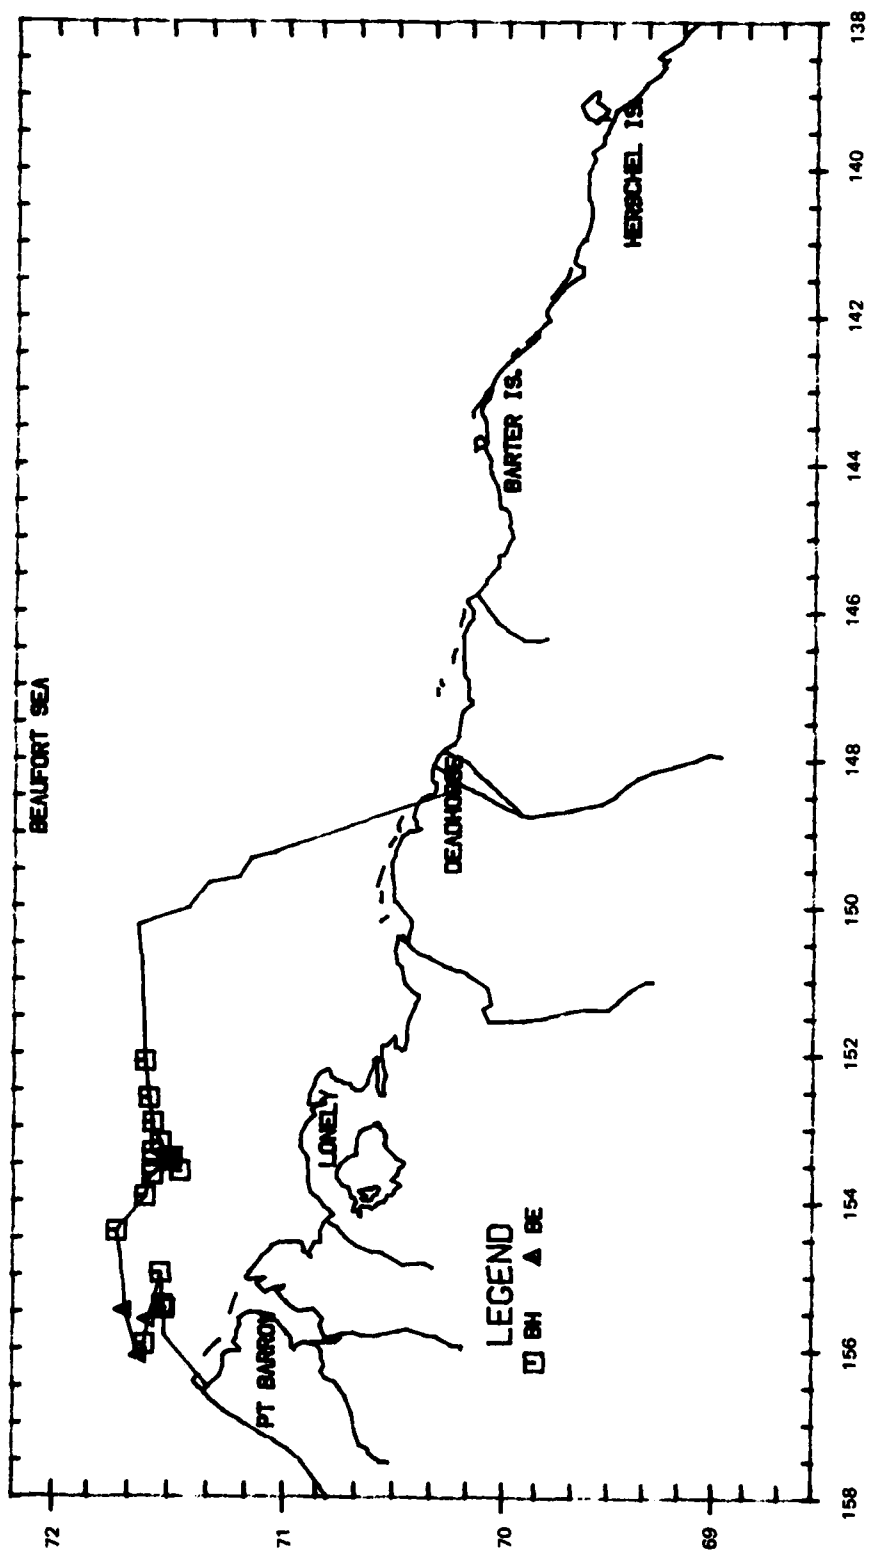 BEAUFORT SEA
PT BARROW
LONELY
DEADHORSE
BARTER IS.
HERSCHEL IS.
LEGEND
BH BE
72
71
70
69
158
156
154
152
150
148
146
144
142
140
138